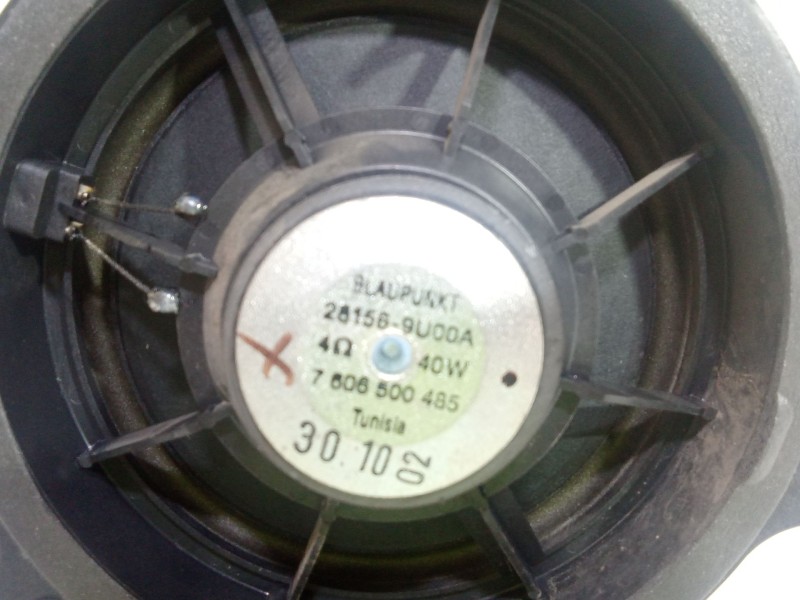 BLAUPUNKT
28156-9U00A
4Ω 40W
7 606 500 485
Tunisia
30.10 02